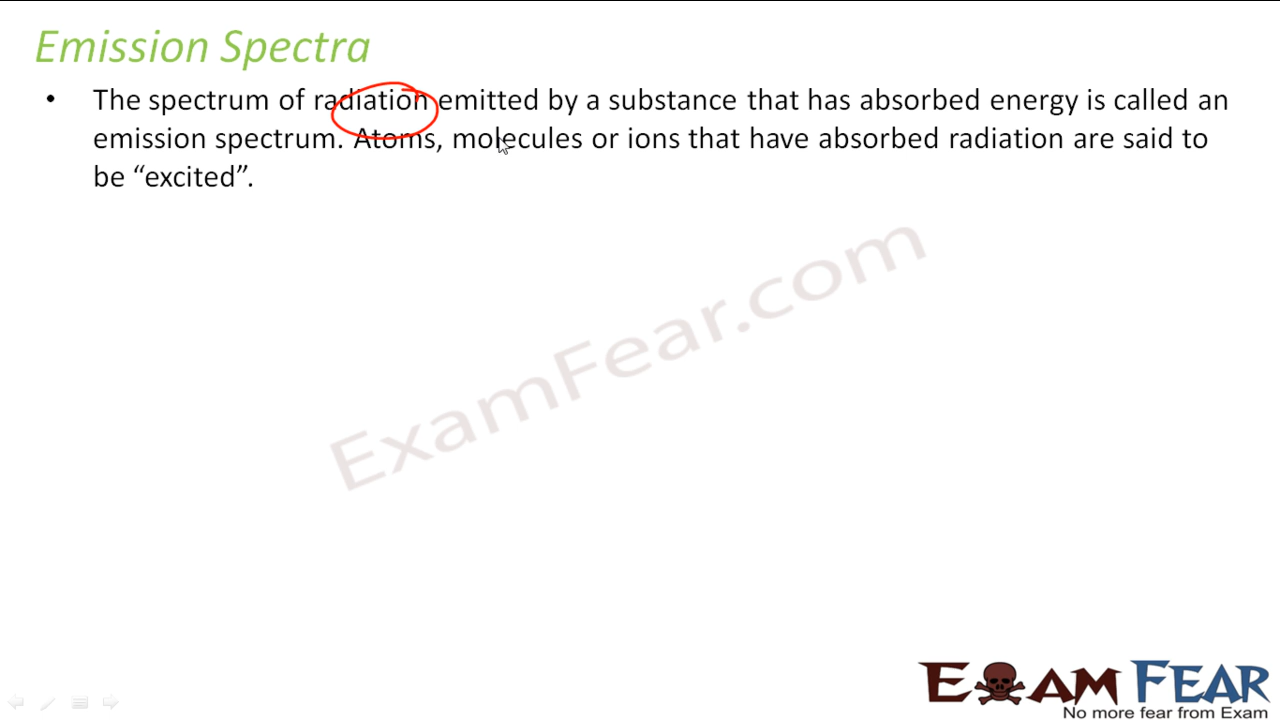 Emission Spectra
• The spectrum of radiation emitted by a substance that has absorbed energy is called an
emission spectrum. Atoms, molecules or ions that have absorbed radiation are said to
be “excited”.
ExamFear.com
EXAM FEAR
No more fear from Exam